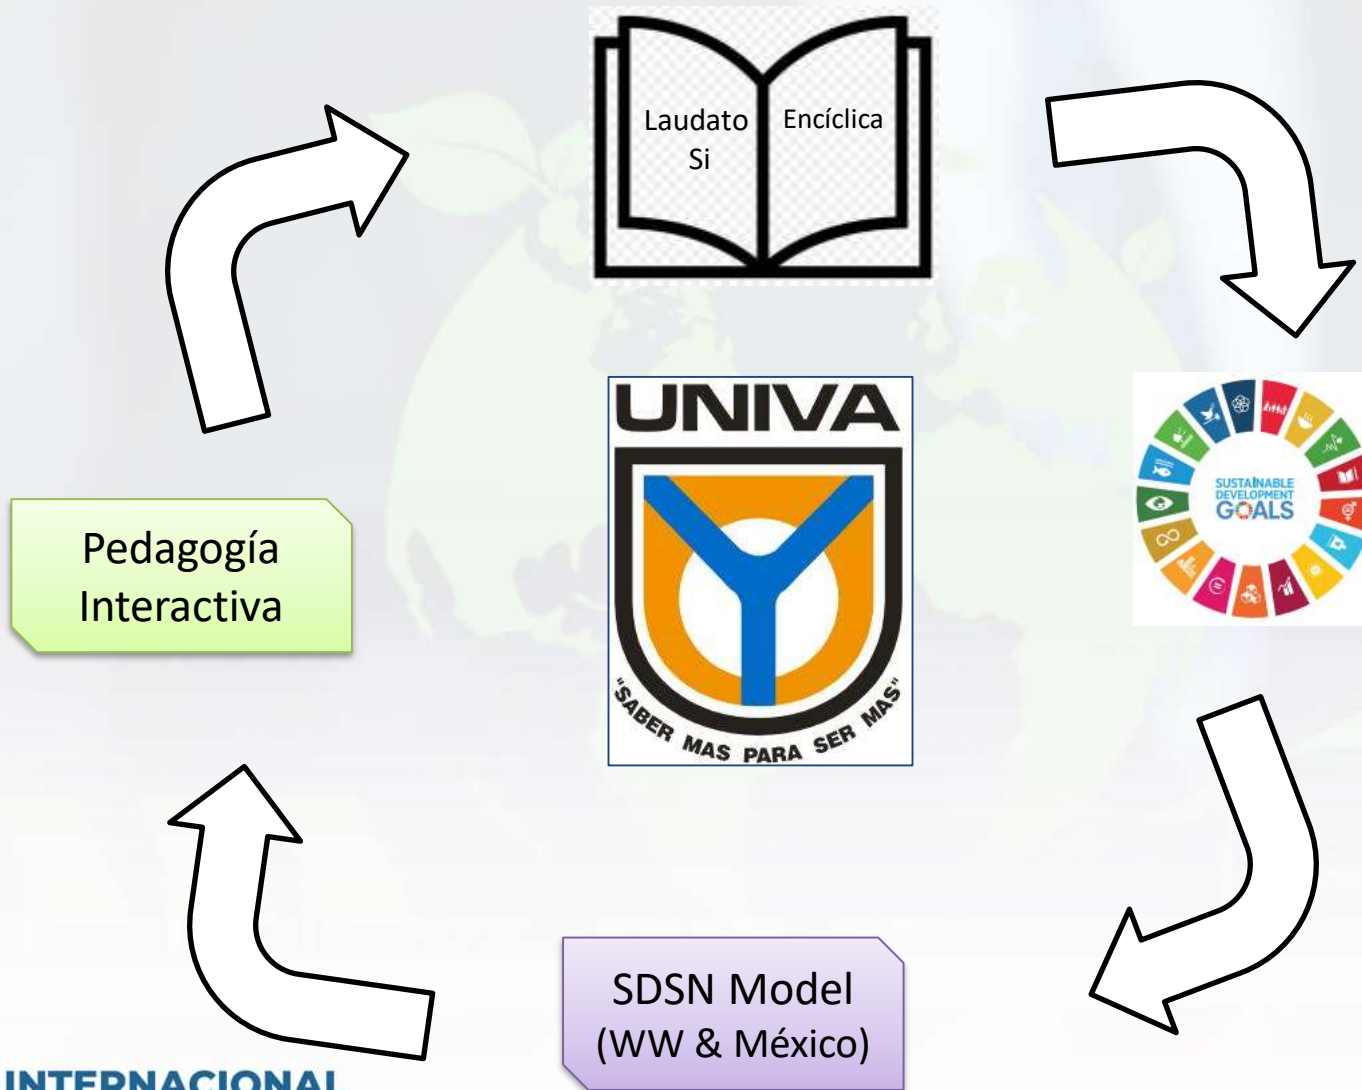 Laudato
Si
Encíclica
UNIVA
"SABER MAS PARA SER MAS"
SUSTAINABLE
DEVELOPMENT
GOALS
Pedagogía
Interactiva
SDSN Model
(WW & México)
INTERNACIONAL